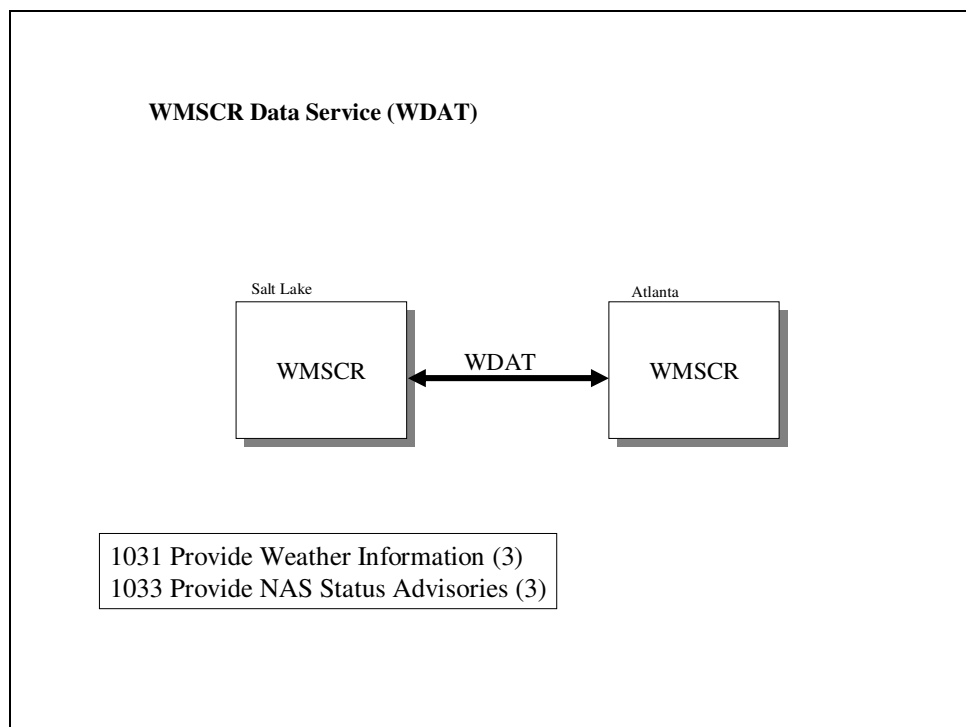 WMSCR Data Service (WDAT)
Salt Lake
Atlanta
WMSCR
WDAT
WMSCR
1031 Provide Weather Information (3)
1033 Provide NAS Status Advisories (3)